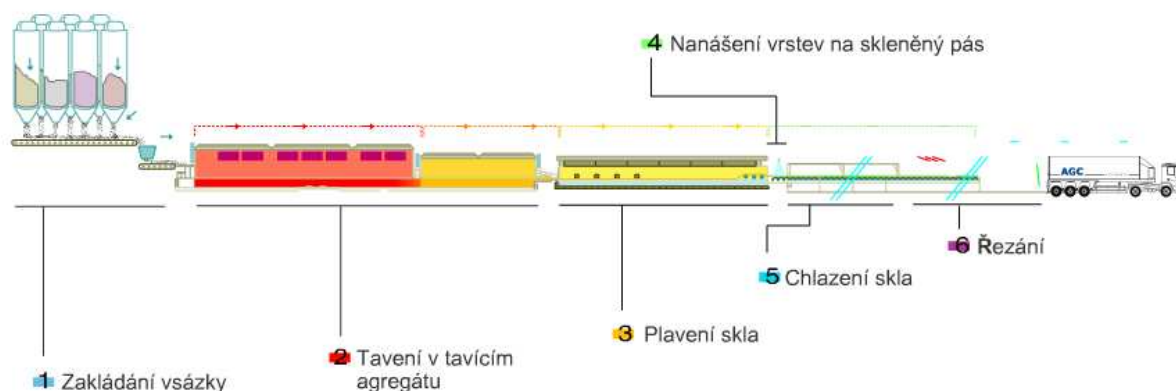 4 Nanášení vrstev na skleněný pás
AGC
6 Řezání
5 Chlazení skla
3 Plavení skla
2 Tavení v tavícím
agregátu
1 Zakládání vsázky